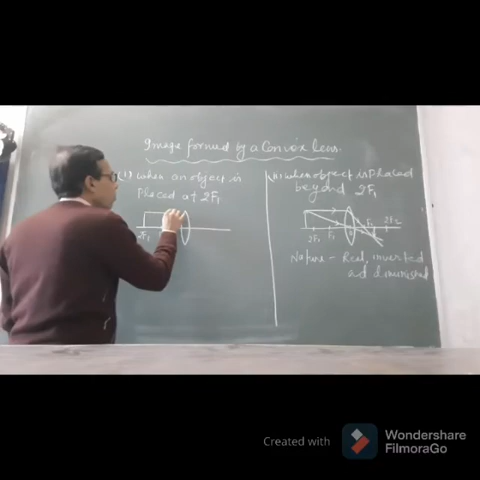 Image formed by a Convex lens.
(i) When an object is
Placed at 2F₁
(ii) When object is Placed
beyond 2F₁
2F₁
2F₁ F₁ F₂ 2F₂
Nature - Real, inverted
and diminished
Created with
Wondershare
FilmoraGo